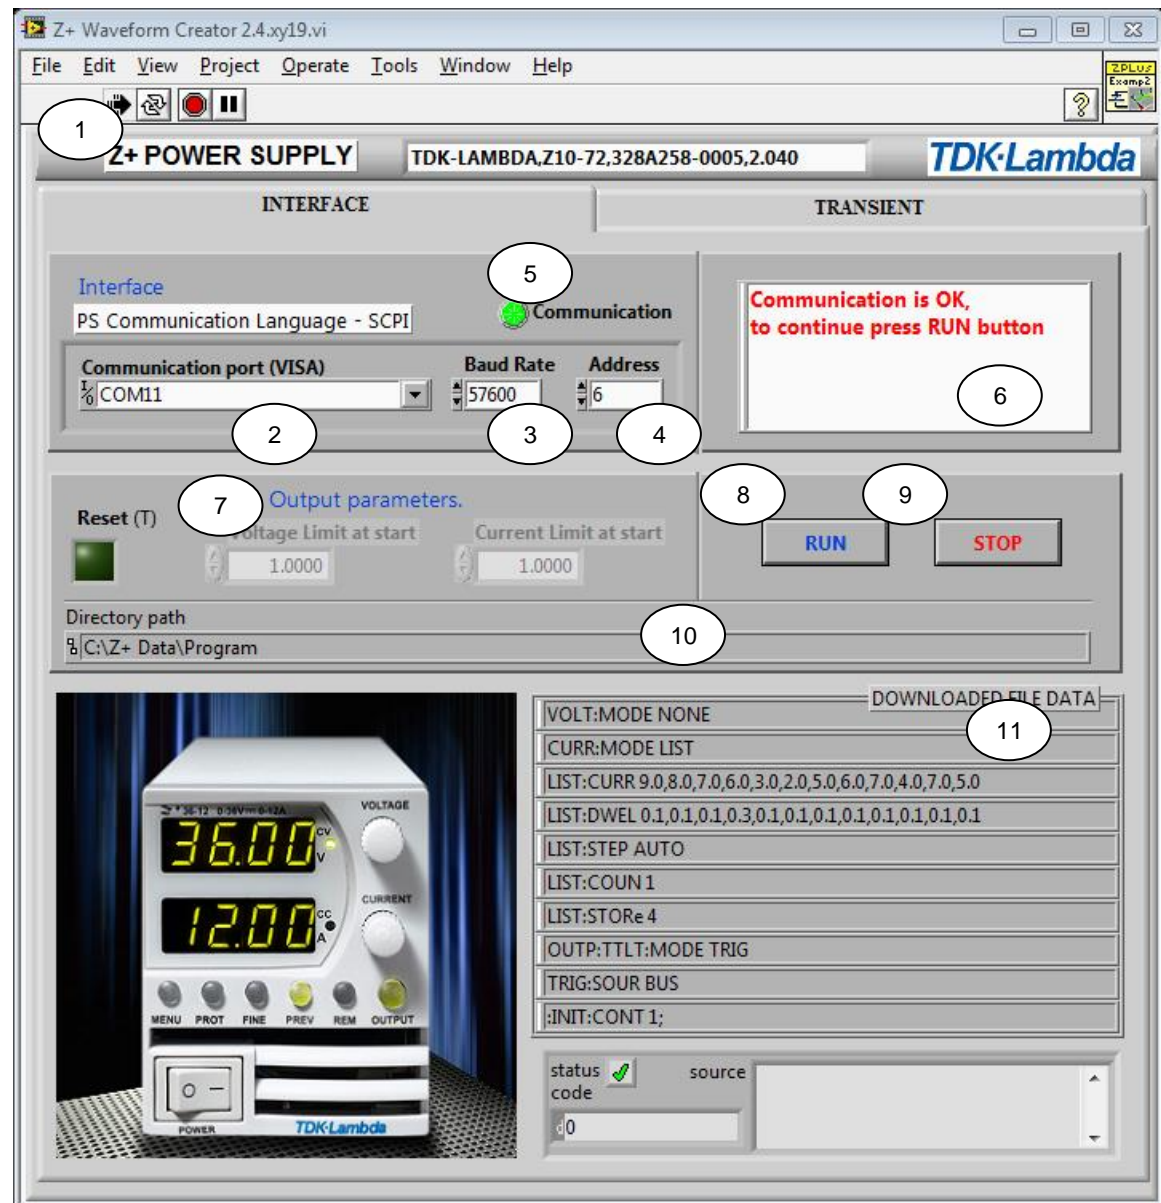 Z+ Waveform Creator 2.4.xy19.vi
File Edit View Project Operate Tools Window Help
ZPLus
Examp2
1
Z+ POWER SUPPLY
TDK-LAMBDA,Z10-72,328A258-0005,2.040
TDK·Lambda
INTERFACE
TRANSIENT
5
Interface
PS Communication Language - SCPI
Communication
Communication is OK,
to continue press RUN button
Communication port (VISA)
Baud Rate
Address
I/O COM11
57600
6
6
2
3
4
7
8
9
Output parameters.
Reset (T)
Voltage Limit at start
Current Limit at start
1.0000
1.0000
RUN
STOP
Directory path
C:\Z+ Data\Program
10
DOWNLOADED FILE DATA
11
VOLT:MODE NONE
CURR:MODE LIST
LIST:CURR 9.0,8.0,7.0,6.0,3.0,2.0,5.0,6.0,7.0,4.0,7.0,5.0
LIST:DWEL 0.1,0.1,0.1,0.3,0.1,0.1,0.1,0.1,0.1,0.1,0.1,0.1
LIST:STEP AUTO
LIST:COUN 1
LIST:STORe 4
OUTP:TTLT:MODE TRIG
TRIG:SOUR BUS
:INIT:CONT 1;
36-12 0-36V 0-12A
VOLTAGE
36.00
CV
V
CURRENT
12.00
CC
A
MENU PROT FINE PREV REM OUTPUT
POWER
TDK-Lambda
status
source
code
d0